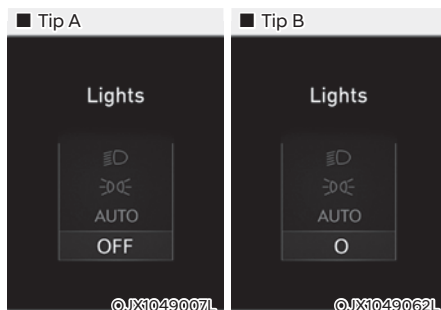 ■ Tip A
Lights
AUTO
OFF
OJX1049007L
■ Tip B
Lights
AUTO
O
OJX1049062L